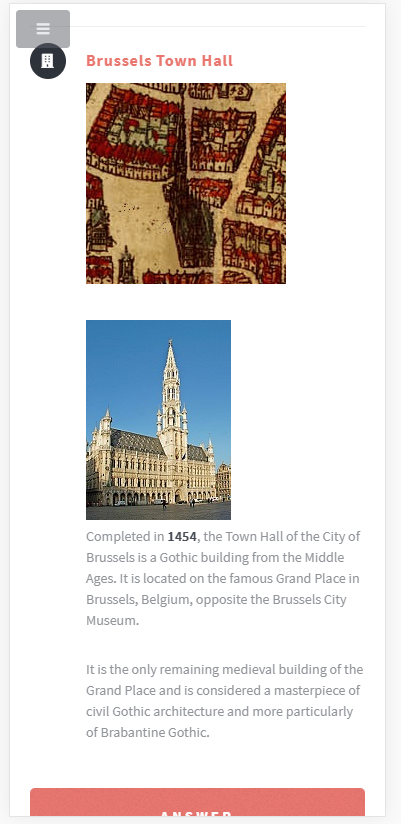 Brussels Town Hall
Completed in 1454, the Town Hall of the City of
Brussels is a Gothic building from the Middle
Ages. It is located on the famous Grand Place in
Brussels, Belgium, opposite the Brussels City
Museum.
It is the only remaining medieval building of the
Grand Place and is considered a masterpiece of
civil Gothic architecture and more particularly
of Brabantine Gothic.
ANSWER